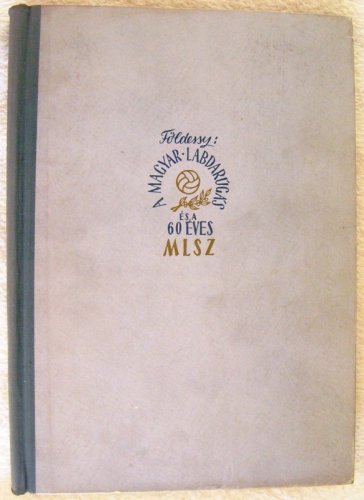 Földessy:
A MAGYAR·LABDARÚGÁS
ÉS A
60 ÉVES
MLSZ